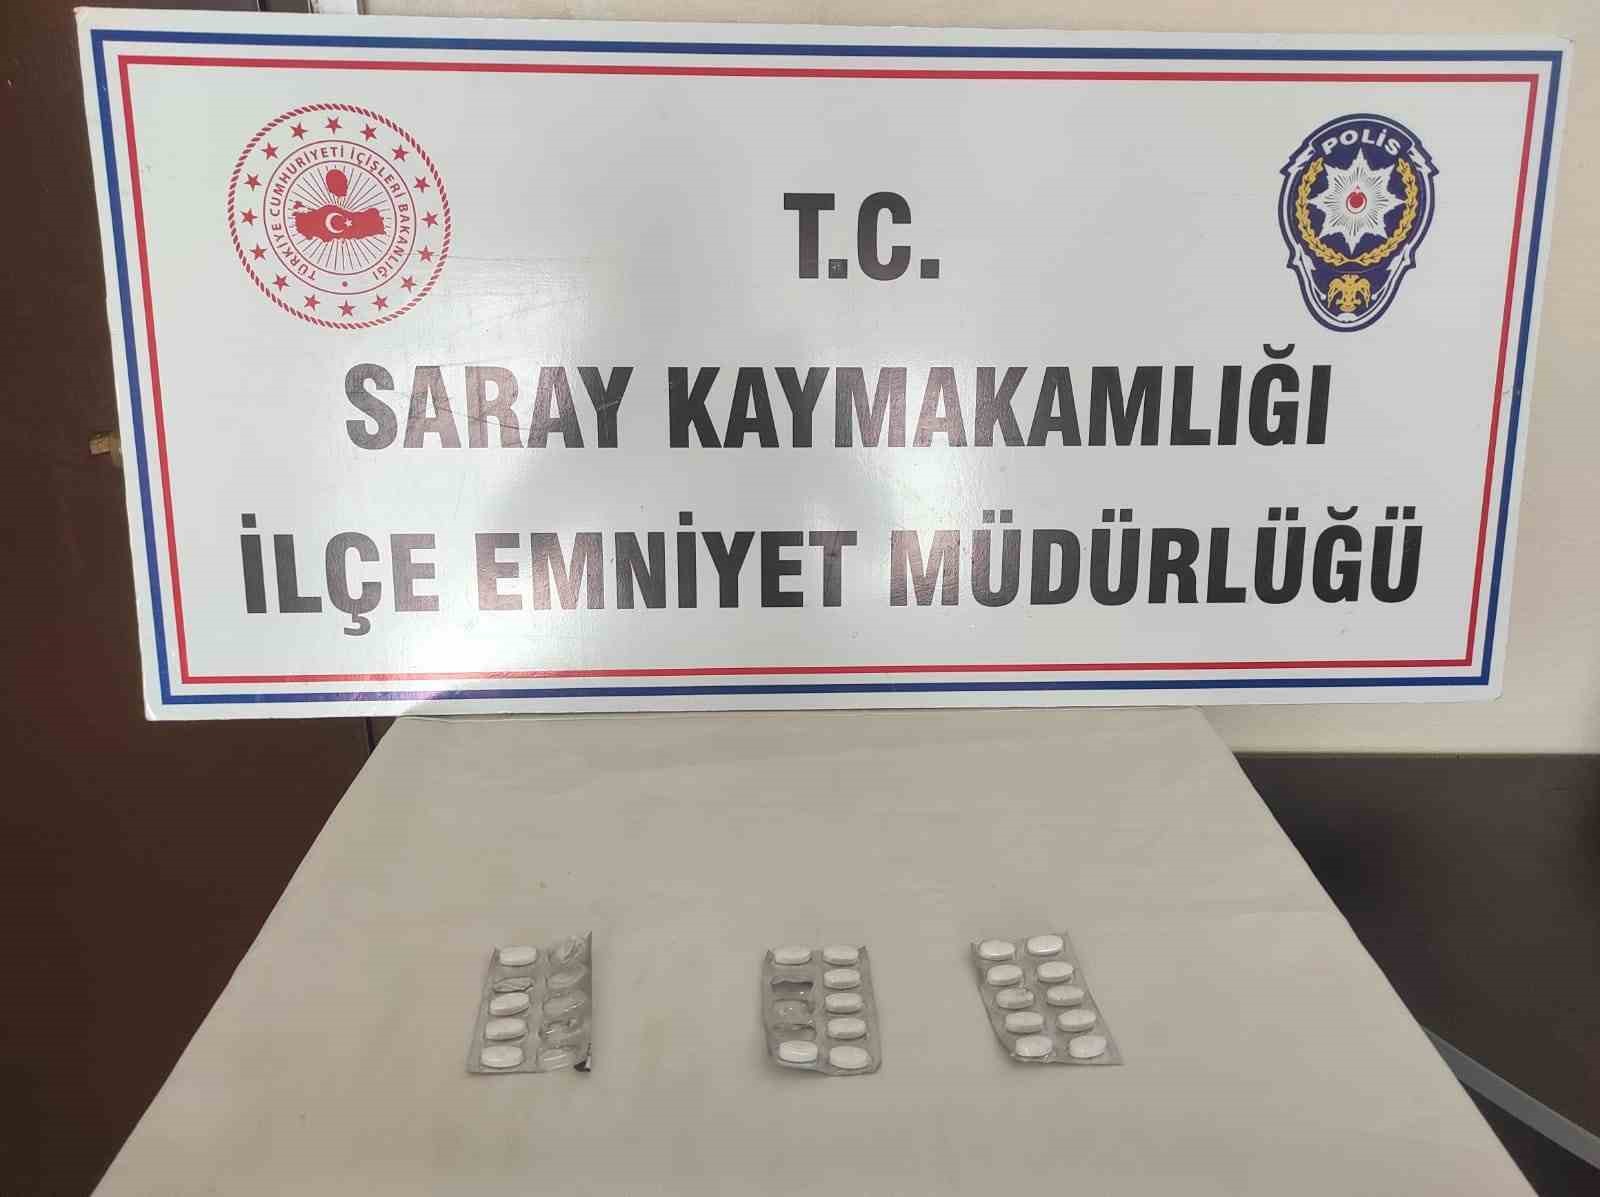 TÜRKİYE CUMHURİYETİ İÇİŞLERİ BAKANLIĞI
POLİS
T.C.
SARAY KAYMAKAMLIĞI
İLÇE EMNİYET MÜDÜRLÜĞÜ